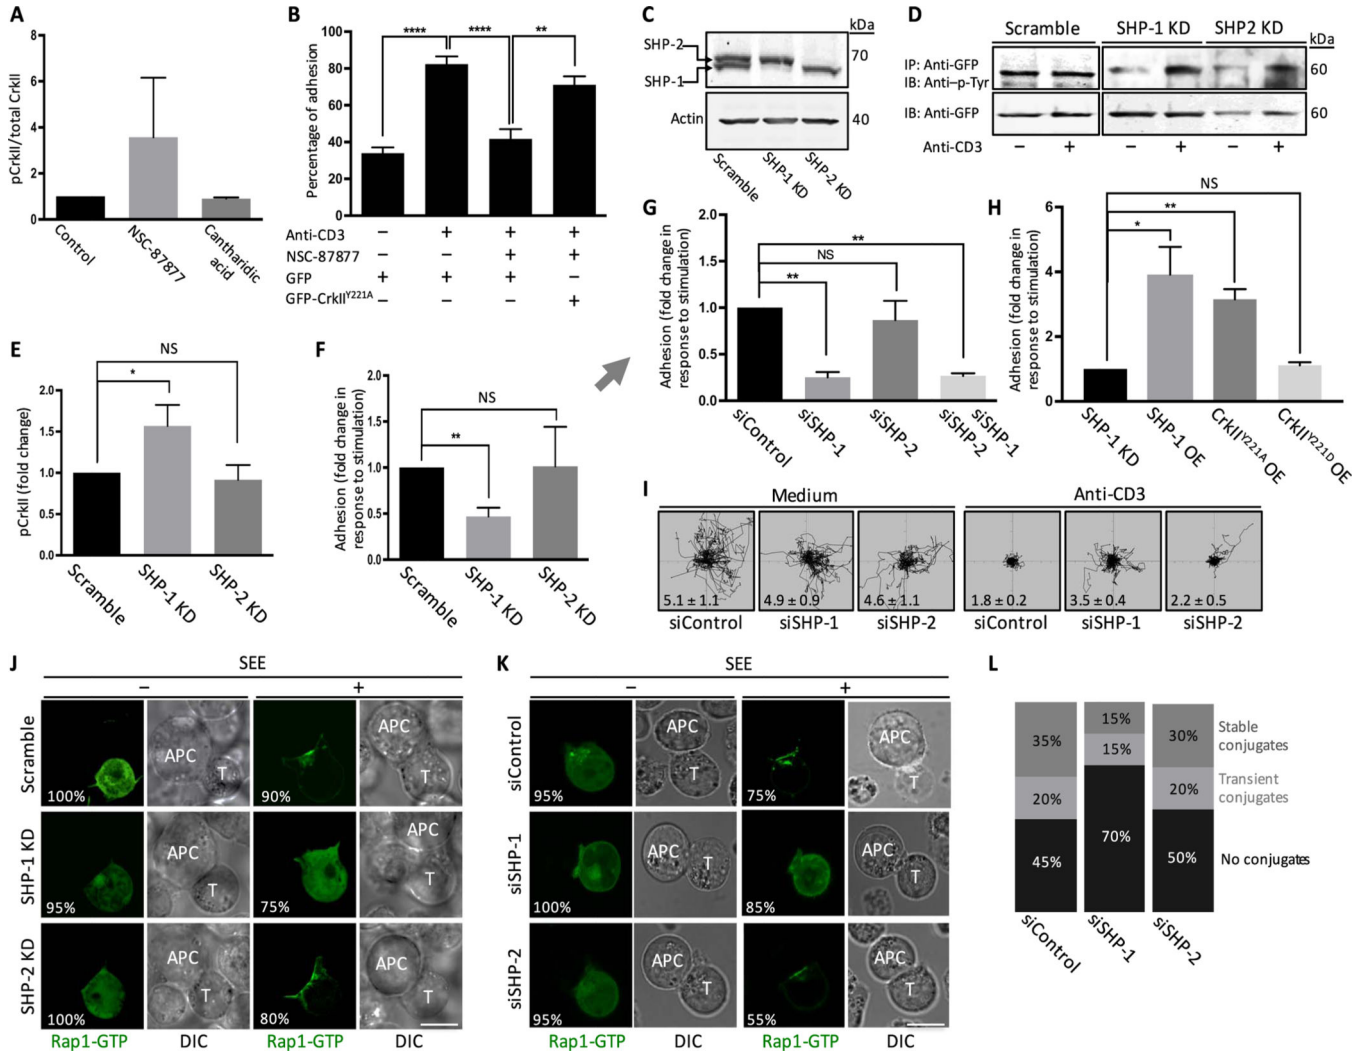 A
pCrkII/total CrkII
8
6
4
2
0
Control
NSC-87877
Cantharidic
acid
B
Percentage of adhesion
100
80
60
40
20
0
**** **** **
Anti-CD3 – + + +
NSC-87877 – – + +
GFP + + + –
GFP-CrkIIY221A – – – +
C
kDa
SHP-2
70
SHP-1
Actin
40
Scramble
SHP-1 KD
SHP-2 KD
D
Scramble SHP-1 KD SHP2 KD
kDa
IP: Anti-GFP
IB: Anti–p-Tyr
60
IB: Anti-GFP
60
Anti-CD3 – + – + – +
E
pCrkII (fold change)
2.0
1.5
1.0
0.5
0.0
NS
*
Scramble
SHP-1 KD
SHP-2 KD
F
Adhesion (fold change in
response to stimulation)
2.0
1.5
1.0
0.5
0.0
NS
**
Scramble
SHP-1 KD
SHP-2 KD
G
Adhesion (fold change in
response to stimulation)
2.0
1.5
1.0
0.5
0.0
**
NS
**
siControl
siSHP-1
siSHP-2
siSHP-2
siSHP-1
H
Adhesion (fold change in
response to stimulation)
6
4
2
0
NS
**
*
SHP-1 KD
SHP-1 OE
CrkIIY221A OE
CrkIIY221D OE
I
Medium Anti-CD3
5.1 ± 1.1 4.9 ± 0.9 4.6 ± 1.1 1.8 ± 0.2 3.5 ± 0.4 2.2 ± 0.5
siControl siSHP-1 siSHP-2 siControl siSHP-1 siSHP-2
J
SEE
– +
Scramble
APC
T
APC
T
100% 90%
SHP-1 KD
APC
T
APC
T
95% 75%
SHP-2 KD
APC
T
APC
T
100% 80%
Rap1-GTP DIC Rap1-GTP DIC
K
SEE
– +
siControl
APC
T
APC
T
95% 75%
siSHP-1
APC
T
APC
T
100% 85%
siSHP-2
APC
T
APC
T
95% 55%
Rap1-GTP DIC Rap1-GTP DIC
L
35% 15% 30%
Stable
conjugates
20% 15% 20%
Transient
conjugates
45% 70% 50%
No conjugates
siControl
siSHP-1
siSHP-2